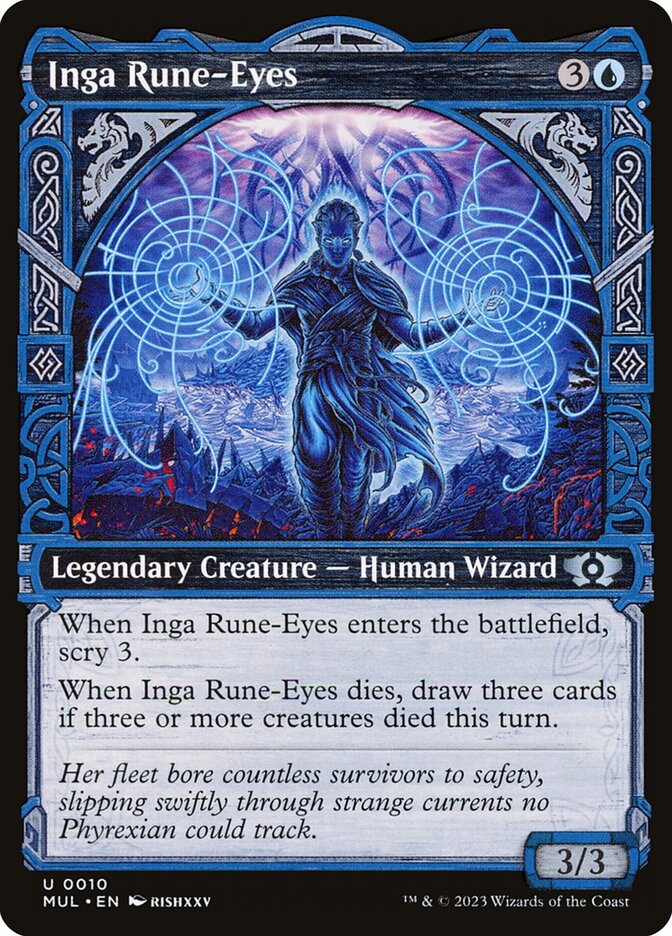 Inga Rune-Eyes 3
Legendary Creature — Human Wizard
When Inga Rune-Eyes enters the battlefield,
scry 3.
When Inga Rune-Eyes dies, draw three cards
if three or more creatures died this turn.
Her fleet bore countless survivors to safety,
slipping swiftly through strange currents no
Phyrexian could track.
3/3
U 0010
MUL • EN RISHXXV
™ & © 2023 Wizards of the Coast